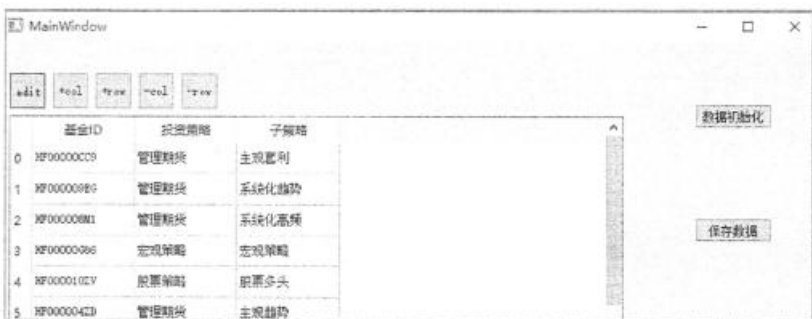 MainWindow
edit +col +row -col -row
数据初始化
基金ID 投资策略 子策略
0 管理期货 主观套利
1 管理期货 系统化趋势
2 管理期货 系统化高频
3 宏观策略 宏观策略
4 股票策略 股票多头
5 管理期货 主观趋势
保存数据